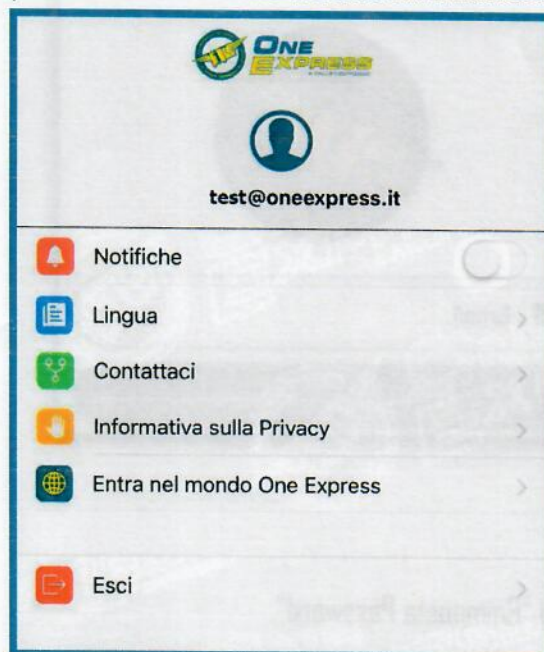 ONE
EXPRESS
test@oneexpress.it
Notifiche
Lingua
Contattaci
Informativa sulla Privacy
Entra nel mondo One Express
Esci